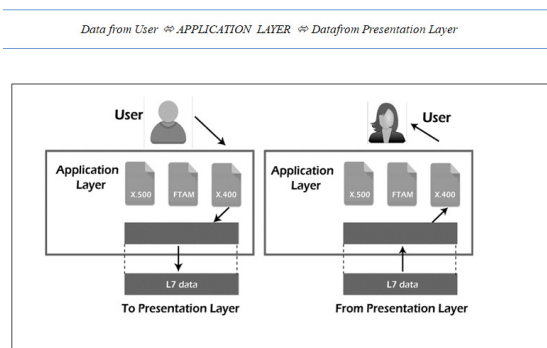 Data from User ⇔ APPLICATION LAYER ⇔ Datafrom Presentation Layer
User
User
Application
Layer
X.500
FTAM
X.400
Application
Layer
X.500
FTAM
X.400
L7 data
L7 data
To Presentation Layer
From Presentation Layer